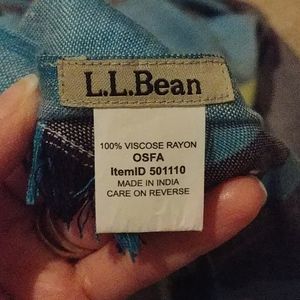 L.L.Bean
100% VISCOSE RAYON
OSFA
ItemID 501110
MADE IN INDIA
CARE ON REVERSE